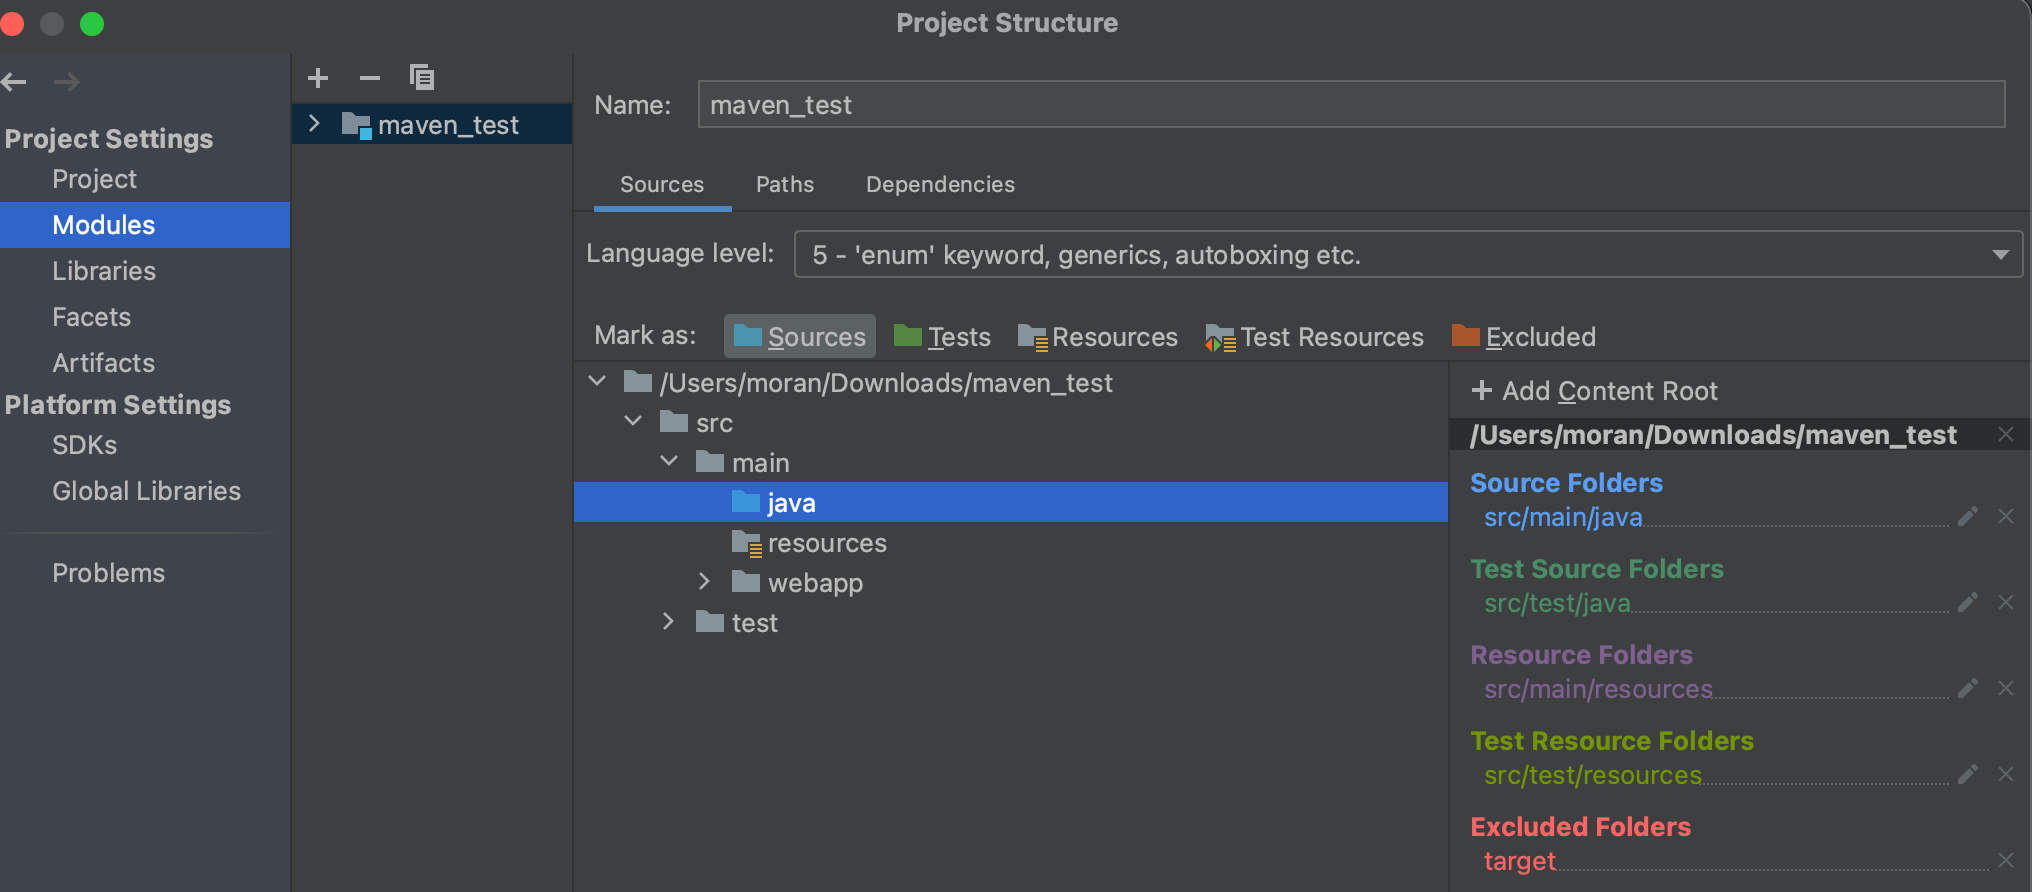 Project Structure
Project Settings
Project
Modules
Libraries
Facets
Artifacts
Platform Settings
SDKs
Global Libraries
Problems
maven_test
Name: maven_test
Sources Paths Dependencies
Language level: 5 - 'enum' keyword, generics, autoboxing etc.
Mark as: Sources Tests Resources Test Resources Excluded
/Users/moran/Downloads/maven_test
src
main
java
resources
webapp
test
Add Content Root
/Users/moran/Downloads/maven_test
Source Folders
src/main/java
Test Source Folders
src/test/java
Resource Folders
src/main/resources
Test Resource Folders
src/test/resources
Excluded Folders
target